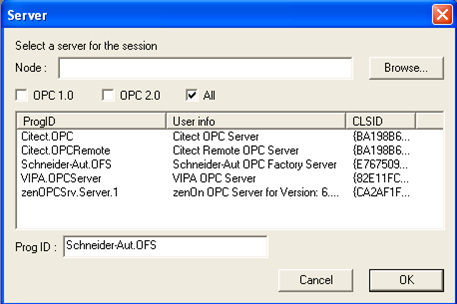 Server
Select a server for the session
Node :
Browse...
OPC 1.0 OPC 2.0 All
ProgID User info CLSID
Citect.OPC Citect OPC Server {BA198B6...
Citect.OPCRemote Citect Remote OPC Server {BA198B6...
Schneider-Aut.OFS Schneider-Aut OPC Factory Server {E767509...
VIPA.OPCServer VIPA OPC Server {82E11FC...
zenOPCSrv.Server.1 zenOn OPC Server for Version: 6.... {CA2AF1F...
Prog ID : Schneider-Aut.OFS
Cancel OK